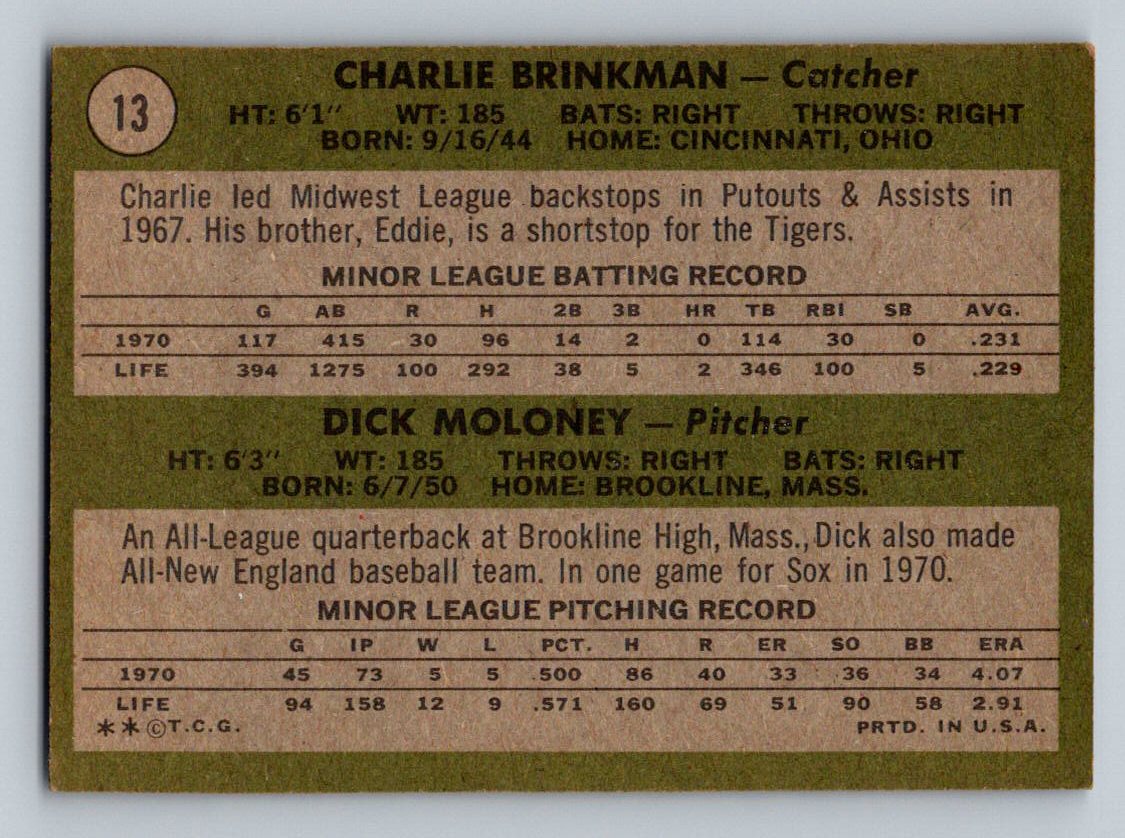 13
CHARLIE BRINKMAN — Catcher
HT: 6'1" WT: 185 BATS: RIGHT THROWS: RIGHT
BORN: 9/16/44 HOME: CINCINNATI, OHIO
Charlie led Midwest League backstops in Putouts & Assists in
1967. His brother, Eddie, is a shortstop for the Tigers.
MINOR LEAGUE BATTING RECORD
G AB R H 2B 3B HR TB RBI SB AVG.
1970 117 415 30 96 14 2 0 114 30 0 .231
LIFE 394 1275 100 292 38 5 2 346 100 5 .229
DICK MOLONEY — Pitcher
HT: 6'3" WT: 185 THROWS: RIGHT BATS: RIGHT
BORN: 6/7/50 HOME: BROOKLINE, MASS.
An All-League quarterback at Brookline High, Mass., Dick also made
All-New England baseball team. In one game for Sox in 1970.
MINOR LEAGUE PITCHING RECORD
G IP W L PCT. H R ER SO BB ERA
1970 45 73 5 5 .500 86 40 33 36 34 4.07
LIFE 94 158 12 9 .571 160 69 51 90 58 2.91
**©T.C.G. PRTD. IN U.S.A.